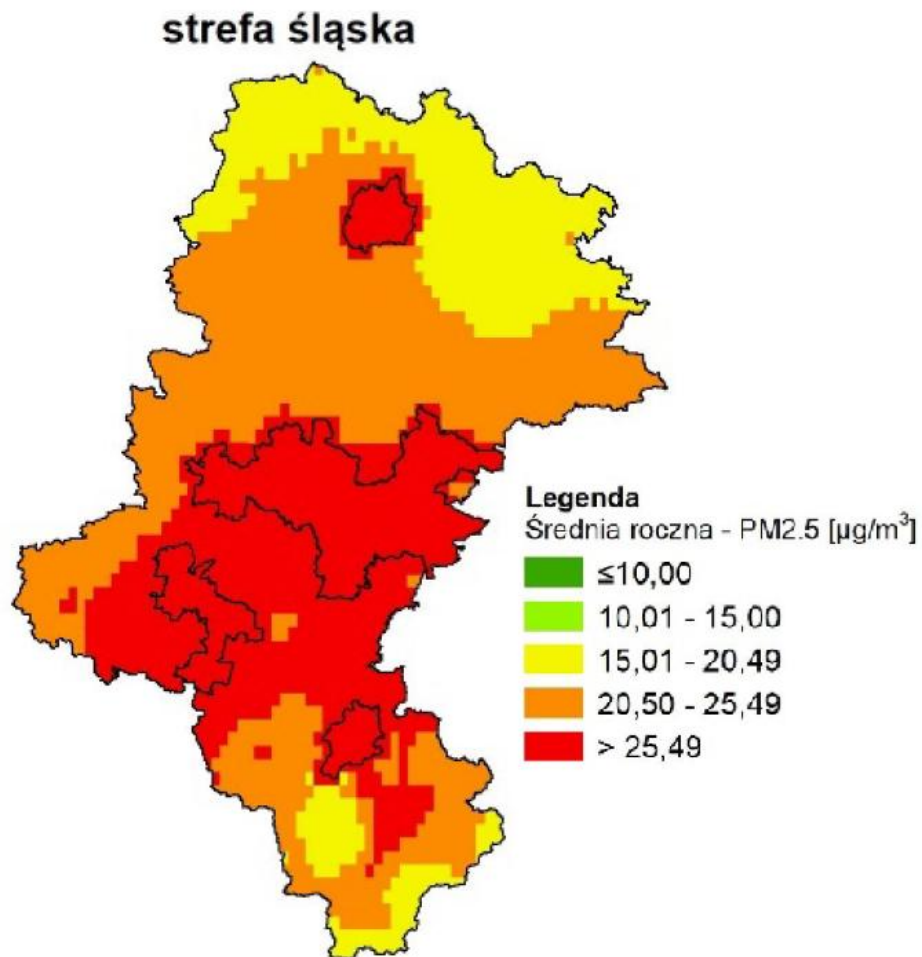 strefa śląska
Legenda
Średnia roczna - PM2.5 [µg/m³]
≤10,00
10,01 - 15,00
15,01 - 20,49
20,50 - 25,49
> 25,49